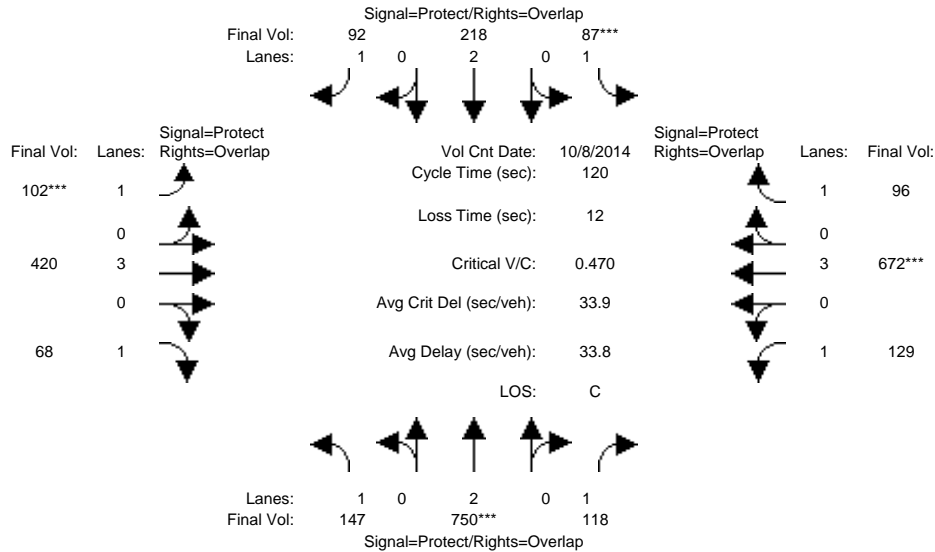 Signal=Protect/Rights=Overlap
Final Vol: 92 218 87***
Lanes: 1 0 2 0 1
Signal=Protect
Final Vol: Lanes: Rights=Overlap
Vol Cnt Date: 10/8/2014
Signal=Protect
Rights=Overlap Lanes: Final Vol:
Cycle Time (sec): 120
102*** 1
1 96
Loss Time (sec): 12
0
0
420 3
Critical V/C: 0.470
3 672***
0
Avg Crit Del (sec/veh): 33.9
0
68 1
Avg Delay (sec/veh): 33.8
1 129
LOS: C
Lanes: 1 0 2 0 1
Final Vol: 147 750*** 118
Signal=Protect/Rights=Overlap